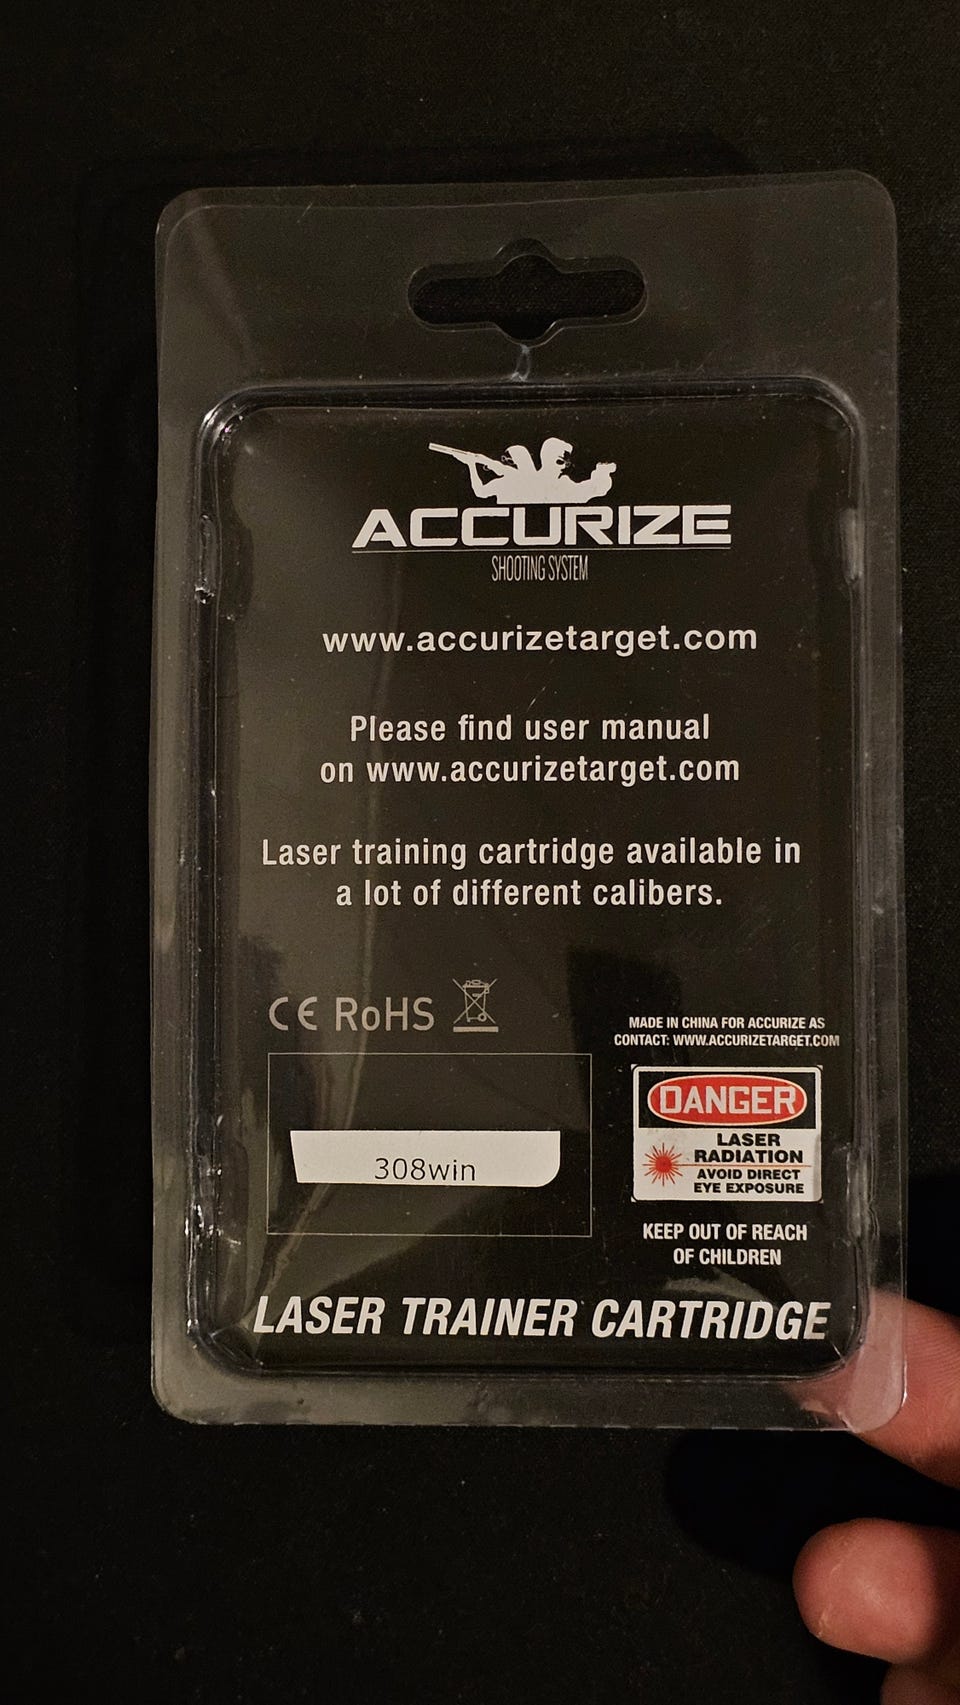 ACCURIZE
SHOOTING SYSTEM
www.accurizetarget.com
Please find user manual
on www.accurizetarget.com
Laser training cartridge available in
a lot of different calibers.
CE RoHS
MADE IN CHINA FOR ACCURIZE AS
CONTACT: WWW.ACCURIZETARGET.COM
308win
DANGER
LASER
RADIATION
AVOID DIRECT
EYE EXPOSURE
KEEP OUT OF REACH
OF CHILDREN
LASER TRAINER CARTRIDGE